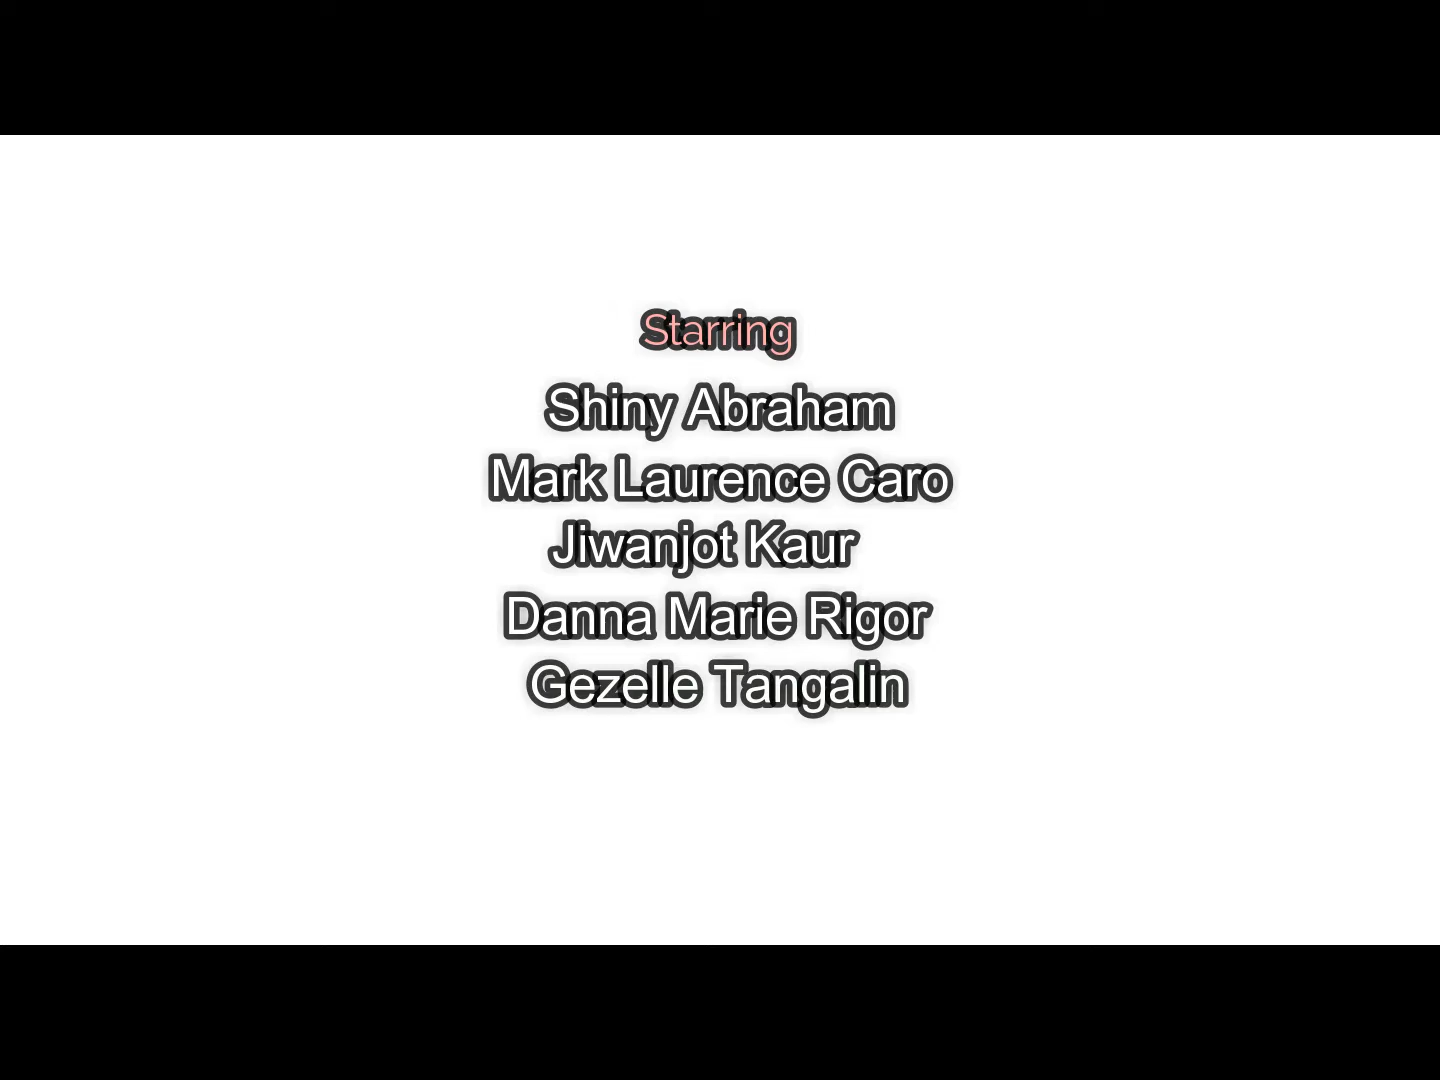 Starring
Shiny Abraham
Mark Laurence Caro
Jiwanjot Kaur
Danna Marie Rigor
Gezelle Tangalin